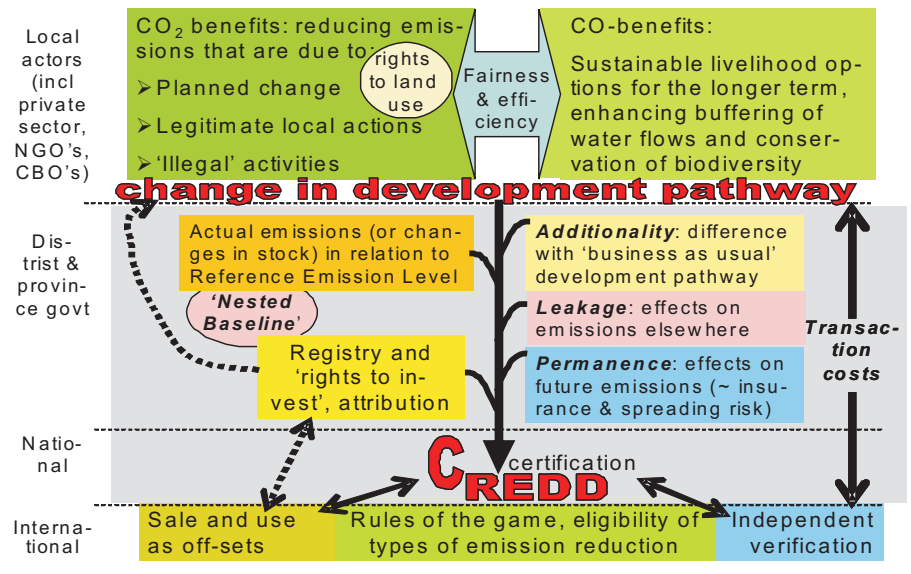 Local
actors
(incl
private
sector,
NGO's,
CBO's)
CO₂ benefits: reducing emis-
sions that are due to:
➢Planned change
➢Legitimate local actions
➢'Illegal' activities
rights
to land
use
Fairness
& effi-
ciency
CO-benefits:
Sustainable livelihood op-
tions for the longer term,
enhancing buffering of
water flows and conser-
vation of biodiversity
change in development pathway
Dis-
trist &
province
govt
Actual emissions (or chan-
ges in stock) in relation to
Reference Emission Level
'Nested
Baseline'
Registry and
'rights to in-
vest', attribution
Additionality: difference
with 'business as usual'
development pathway
Leakage: effects on
emissions elsewhere
Permanence: effects on
future emissions (~ insu-
rance & spreading risk)
Transac-
tion
costs
Natio-
nal
CREDD
certification
Interna-
tional
Sale and use
as off-sets
Rules of the game, eligibility of
types of emission reduction
Independent
verification